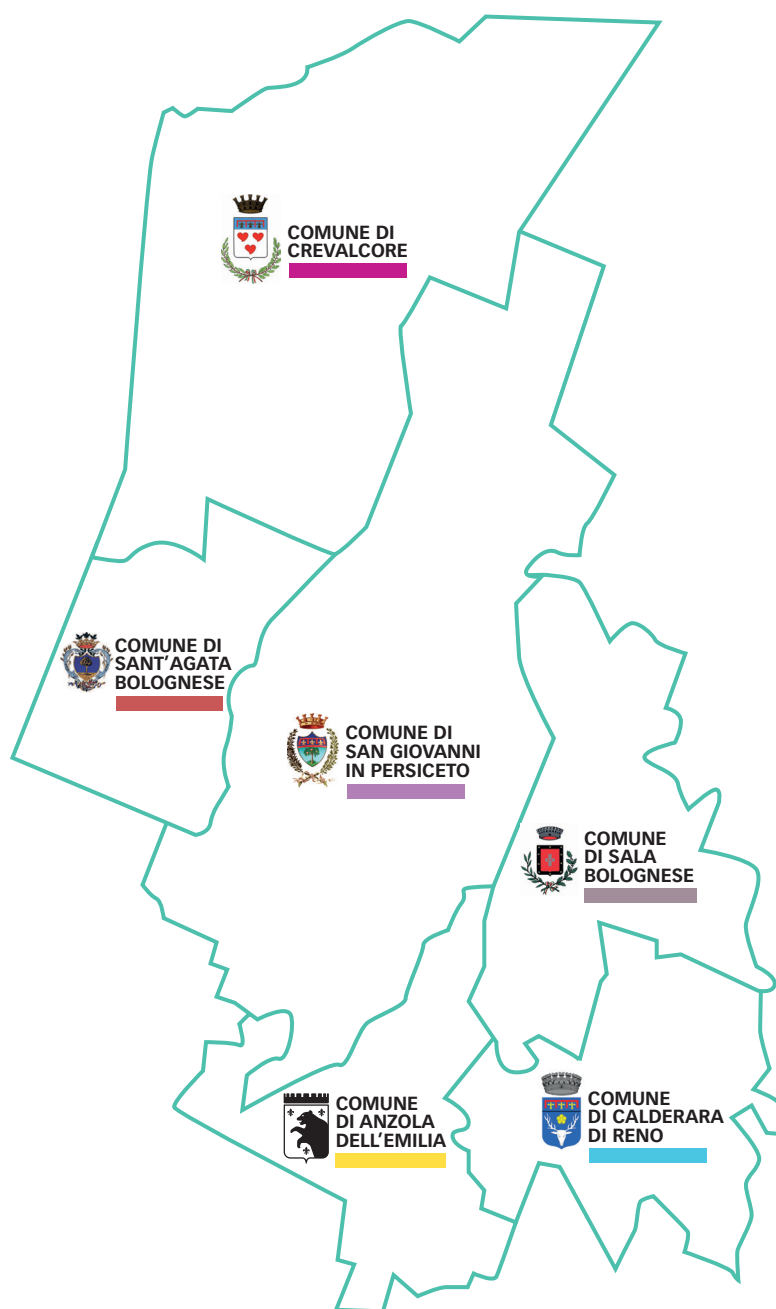 COMUNE DI
CREVALCORE
COMUNE DI
SANT'AGATA
BOLOGNESE
COMUNE DI
SAN GIOVANNI
IN PERSICETO
COMUNE
DI SALA
BOLOGNESE
COMUNE
DI ANZOLA
DELL'EMILIA
COMUNE
DI CALDERARA
DI RENO